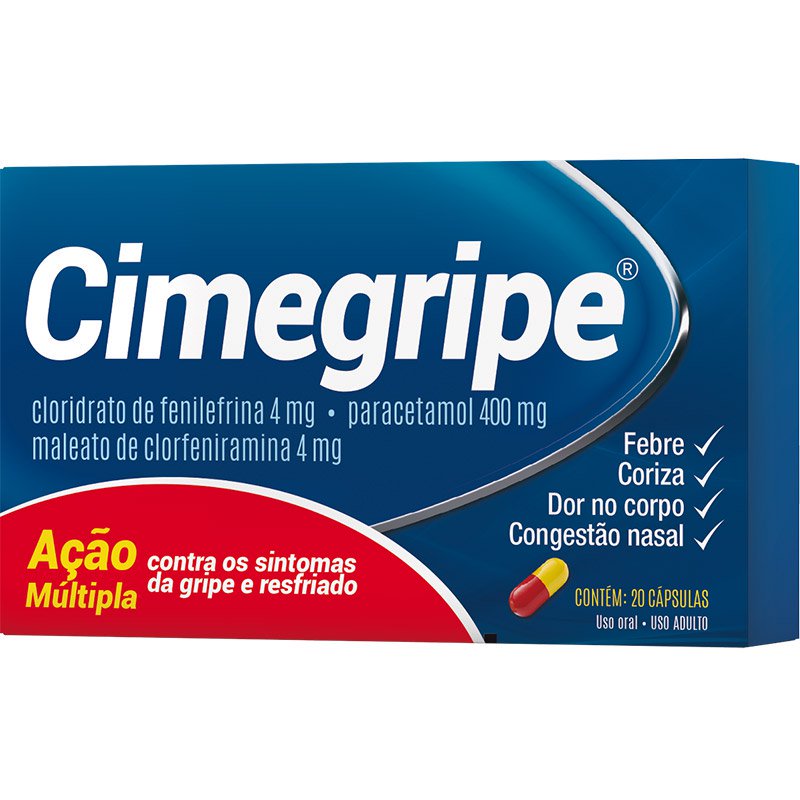 Cimegripe®
cloridrato de fenilefrina 4 mg • paracetamol 400 mg
maleato de clorfeniramina 4 mg
Febre ✓
Coriza ✓
Dor no corpo ✓
Congestão nasal ✓
Ação
Múltipla
contra os sintomas
da gripe e resfriado
CONTÉM: 20 CÁPSULAS
Uso oral • USO ADULTO